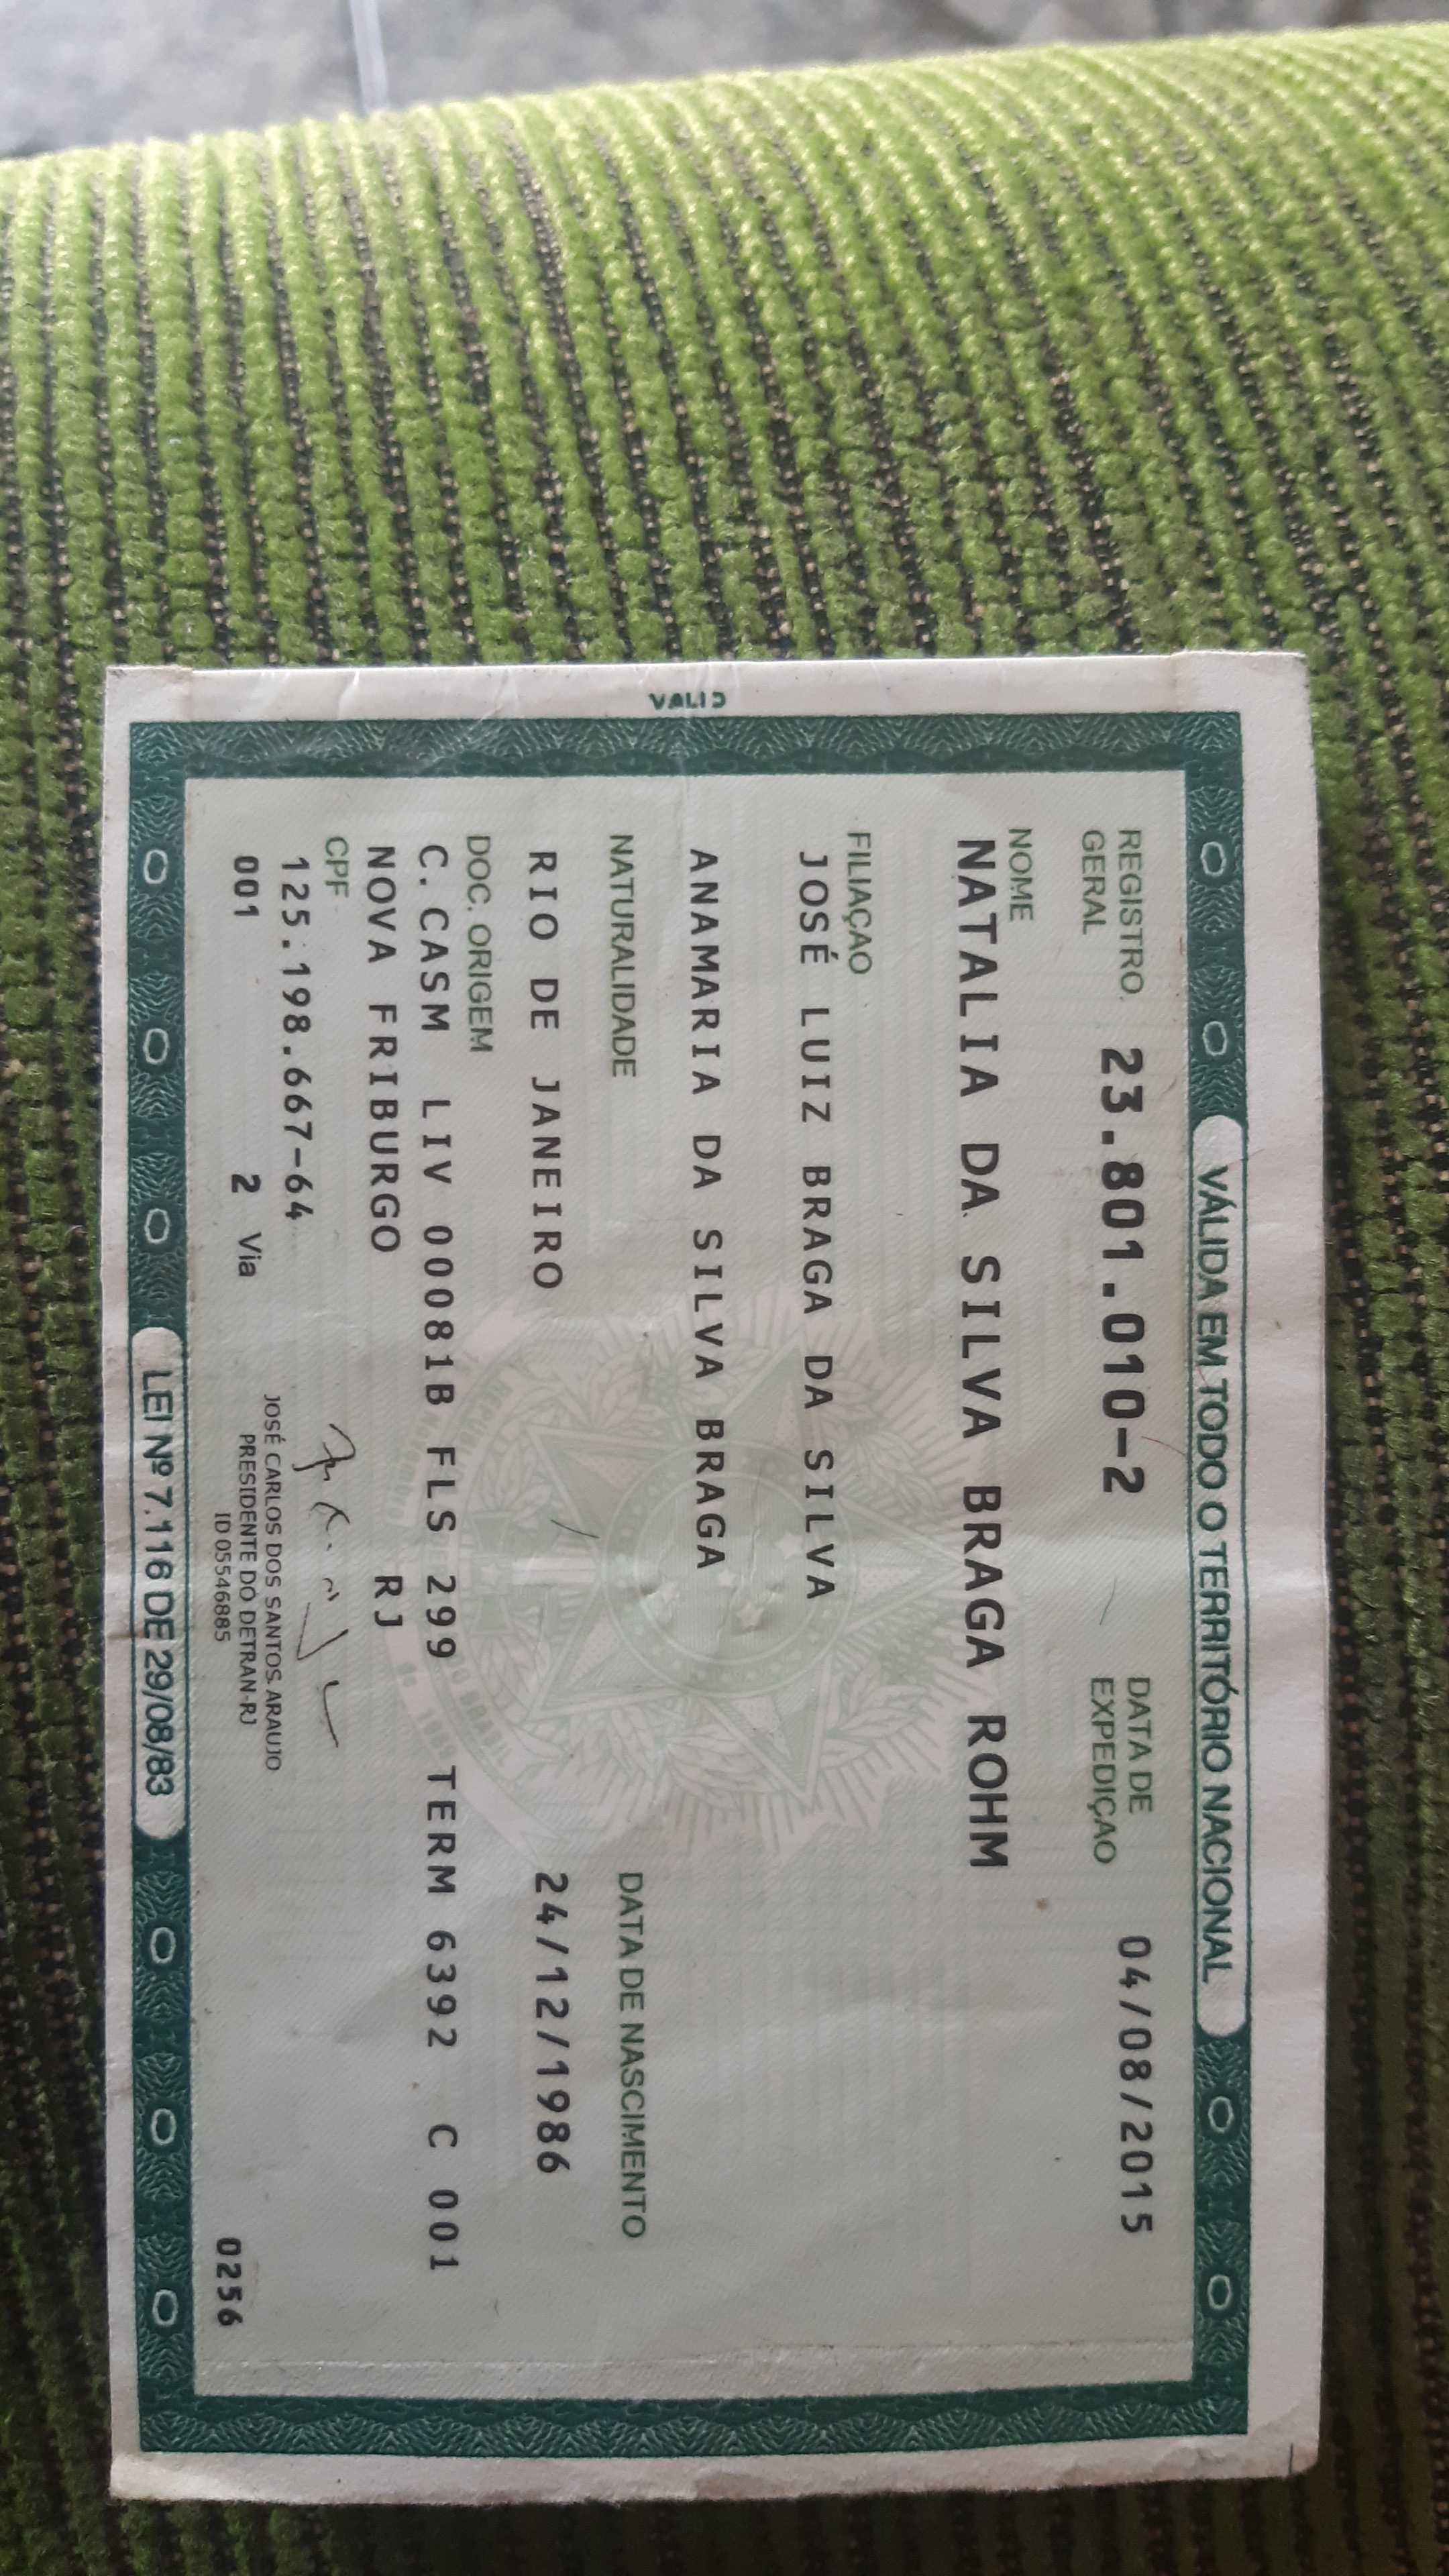 VALID
VÁLIDA EM TODO O TERRITÓRIO NACIONAL
REGISTRO GERAL 23.801.010-2 DATA DE EXPEDIÇÃO 04/08/2015
NOME
NATALIA DA SILVA BRAGA ROHM
FILIAÇÃO
JOSÉ LUIZ BRAGA DA SILVA
ANAMARIA DA SILVA BRAGA
NATURALIDADE DATA DE NASCIMENTO
RIO DE JANEIRO 24/12/1986
DOC. ORIGEM
C.CASM LIV 00081B FLS 299 TERM 6392 C 001
NOVA FRIBURGO RJ
CPF
125.198.667-64
001 2 Via 0256
JOSÉ CARLOS DOS SANTOS ARAUJO
PRESIDENTE DO DETRAN-RJ
ID 05546885
LEI Nº 7.116 DE 29/08/83